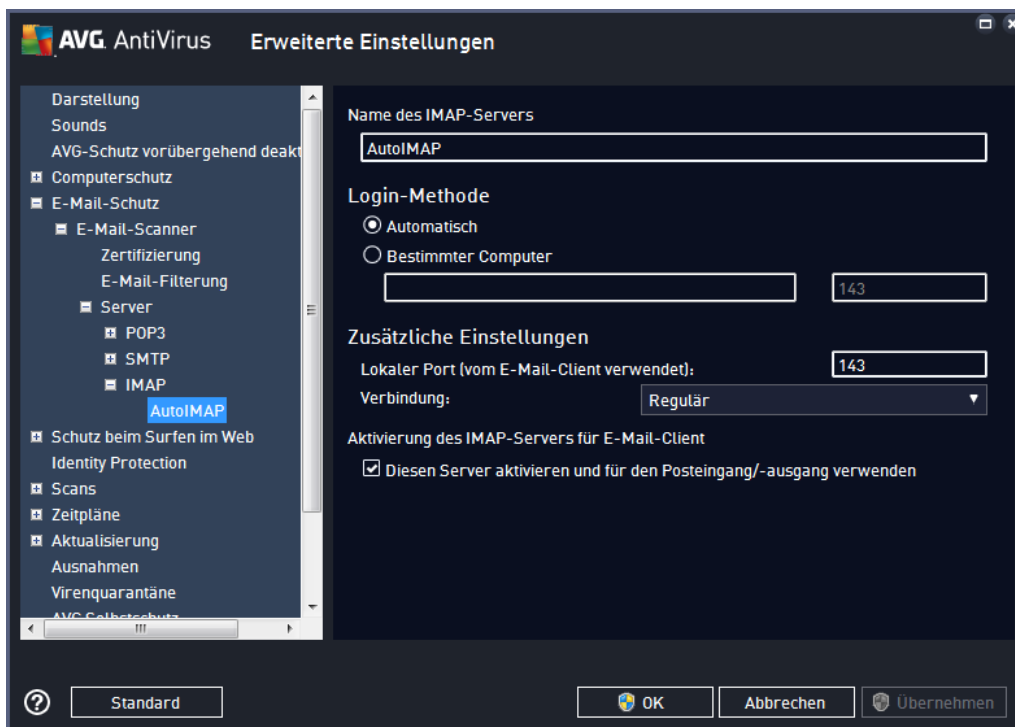 AVG. AntiVirus Erweiterte Einstellungen
Darstellung
Sounds
AVG-Schutz vorübergehend deakt
Computerschutz
E-Mail-Schutz
E-Mail-Scanner
Zertifizierung
E-Mail-Filterung
Server
POP3
SMTP
IMAP
AutoIMAP
Schutz beim Surfen im Web
Identity Protection
Scans
Zeitpläne
Aktualisierung
Ausnahmen
Virenquarantäne
AVG Selbstschutz
Name des IMAP-Servers
AutoIMAP
Login-Methode
Automatisch
Bestimmter Computer
143
Zusätzliche Einstellungen
Lokaler Port (vom E-Mail-Client verwendet): 143
Verbindung: Regulär
Aktivierung des IMAP-Servers für E-Mail-Client
Diesen Server aktivieren und für den Posteingang/-ausgang verwenden
Standard OK Abbrechen Übernehmen